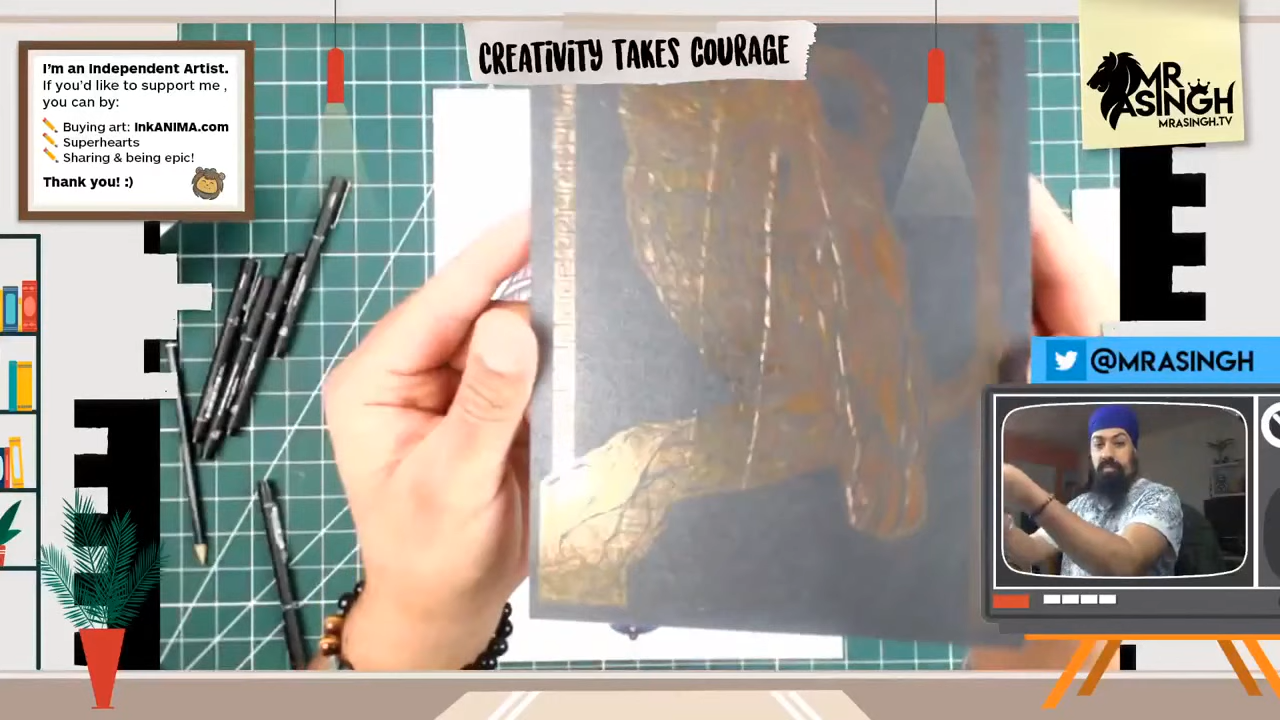 CREATIVITY TAKES COURAGE
I'm an Independent Artist.
If you'd like to support me ,
you can by:
Buying art: InkANIMA.com
Superhearts
Sharing & being epic!
Thank you! :)
MR
ASINGH
MRASINGH.TV
@MRASINGH